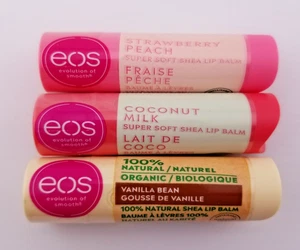 eos
evolution of
smooth®
STRAWBERRY
PEACH
SUPER SOFT SHEA LIP BALM
FRAISE
PÊCHE
BAUME À LÈVRES
eos
evolution of
smooth®
COCONUT
MILK
SUPER SOFT SHEA LIP BALM
LAIT DE
COCO
eos
evolution of
smooth®
100%
NATURAL/NATUREL
ORGANIC/BIOLOGIQUE
VANILLA BEAN
GOUSSE DE VANILLE
100% NATURAL SHEA LIP BALM
BAUME À LÈVRES 100%